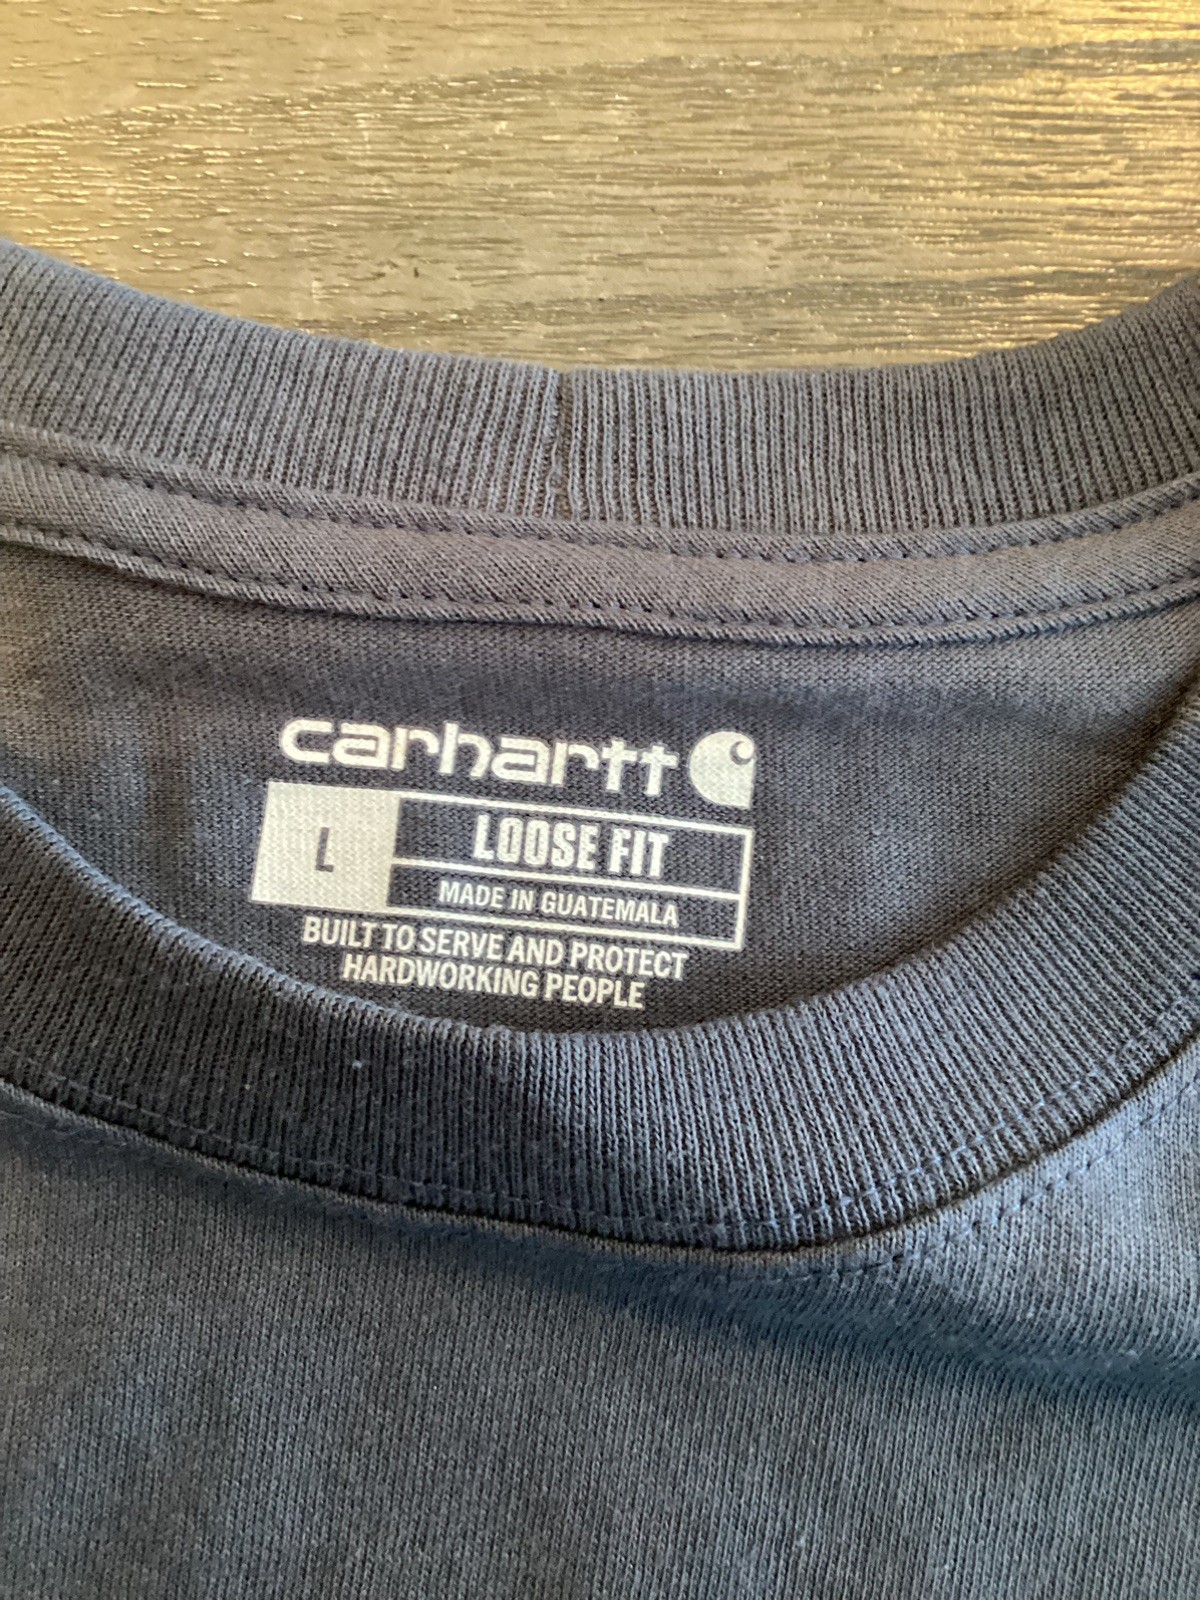 carhartt
L
LOOSE FIT
MADE IN GUATEMALA
BUILT TO SERVE AND PROTECT
HARDWORKING PEOPLE